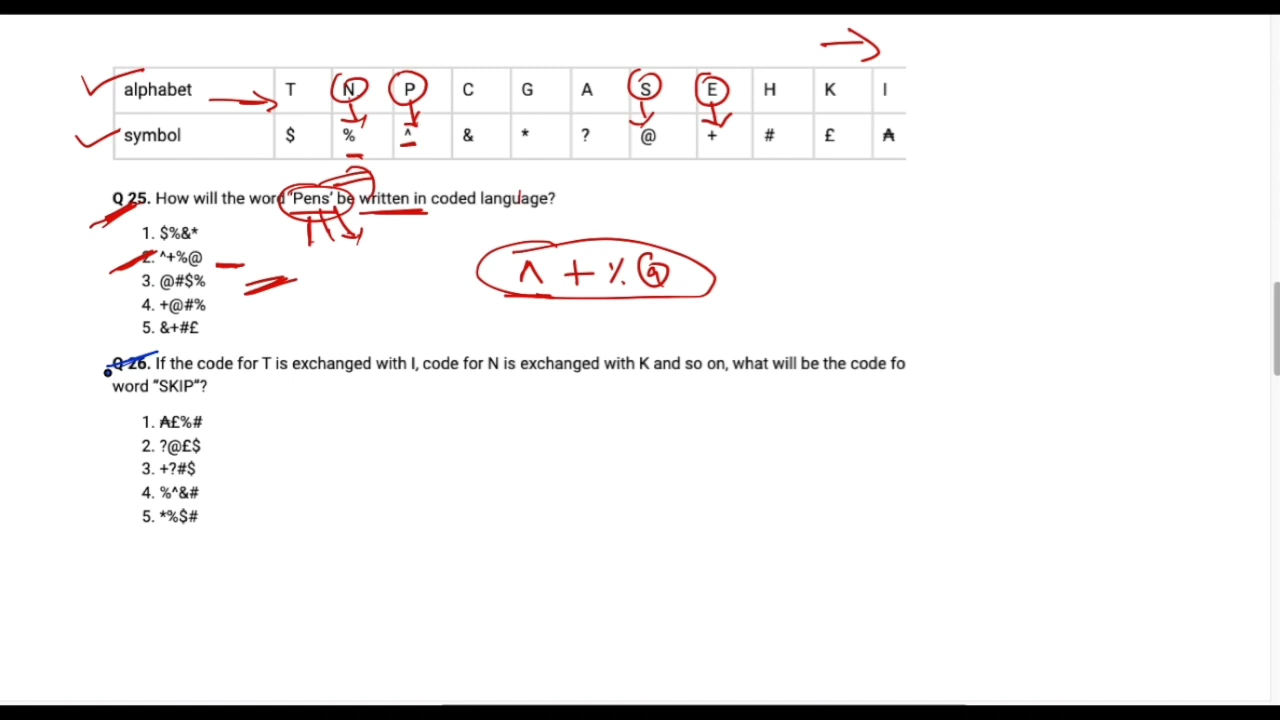 alphabet T N P C G A S E H K I
symbol $ % ^ & * ? @ + # £ ₳
Q 25. How will the word 'Pens' be written in coded language?
1. $%&*
2. ^+%@
3. @#$%
4. +@#%
5. &+#£
^ + % @
Q 26. If the code for T is exchanged with I, code for N is exchanged with K and so on, what will be the code fo
word "SKIP"?
1. ₳£%#
2. ?@£$
3. +?#$
4. %^&#
5. *%$#